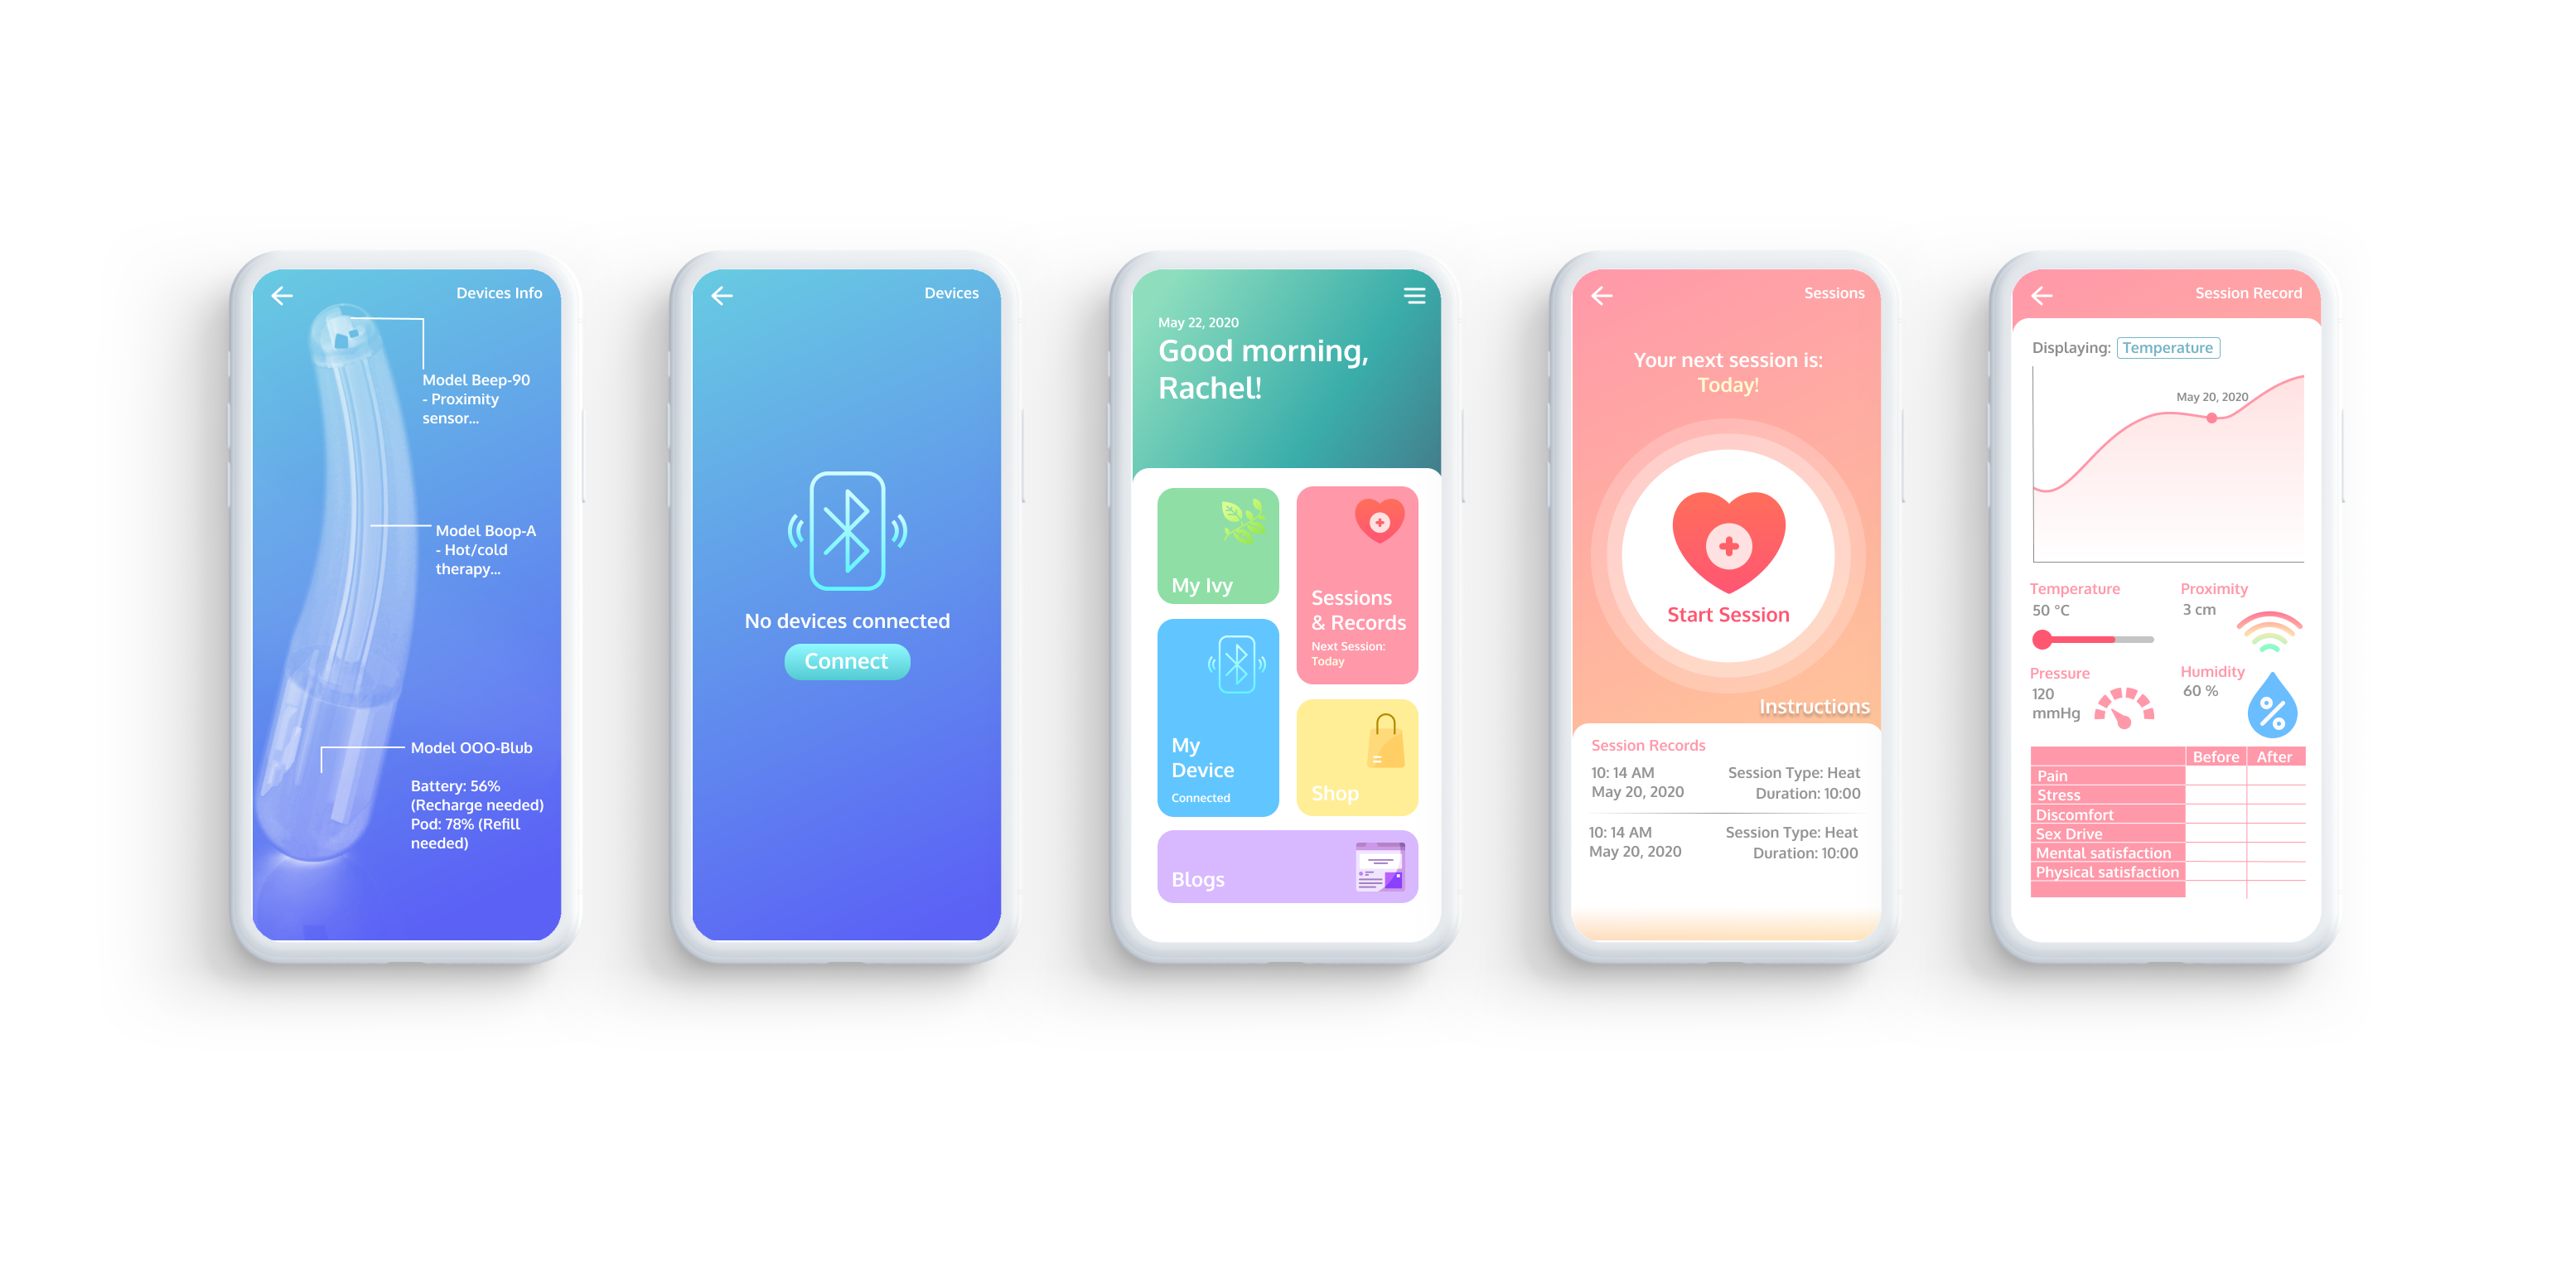 Devices Info
Model Beep-90
- Proximity
sensor...
Model Boop-A
- Hot/cold
therapy...
Model OOO-Blub
Battery: 56%
(Recharge needed)
Pod: 78% (Refill
needed)
Devices
No devices connected
Connect
May 22, 2020
Good morning,
Rachel!
My Ivy
Sessions
& Records
Next Session:
Today
My
Device
Connected
Shop
Blogs
Sessions
Your next session is:
Today!
Start Session
Instructions
Session Records
10: 14 AM
Session Type: Heat
May 20, 2020
Duration: 10:00
10: 14 AM
Session Type: Heat
May 20, 2020
Duration: 10:00
Session Record
Displaying: Temperature
May 20, 2020
Temperature
50 °C
Proximity
3 cm
Pressure
120
mmHg
Humidity
60 %
%
Before After
Pain
Stress
Discomfort
Sex Drive
Mental satisfaction
Physical satisfaction